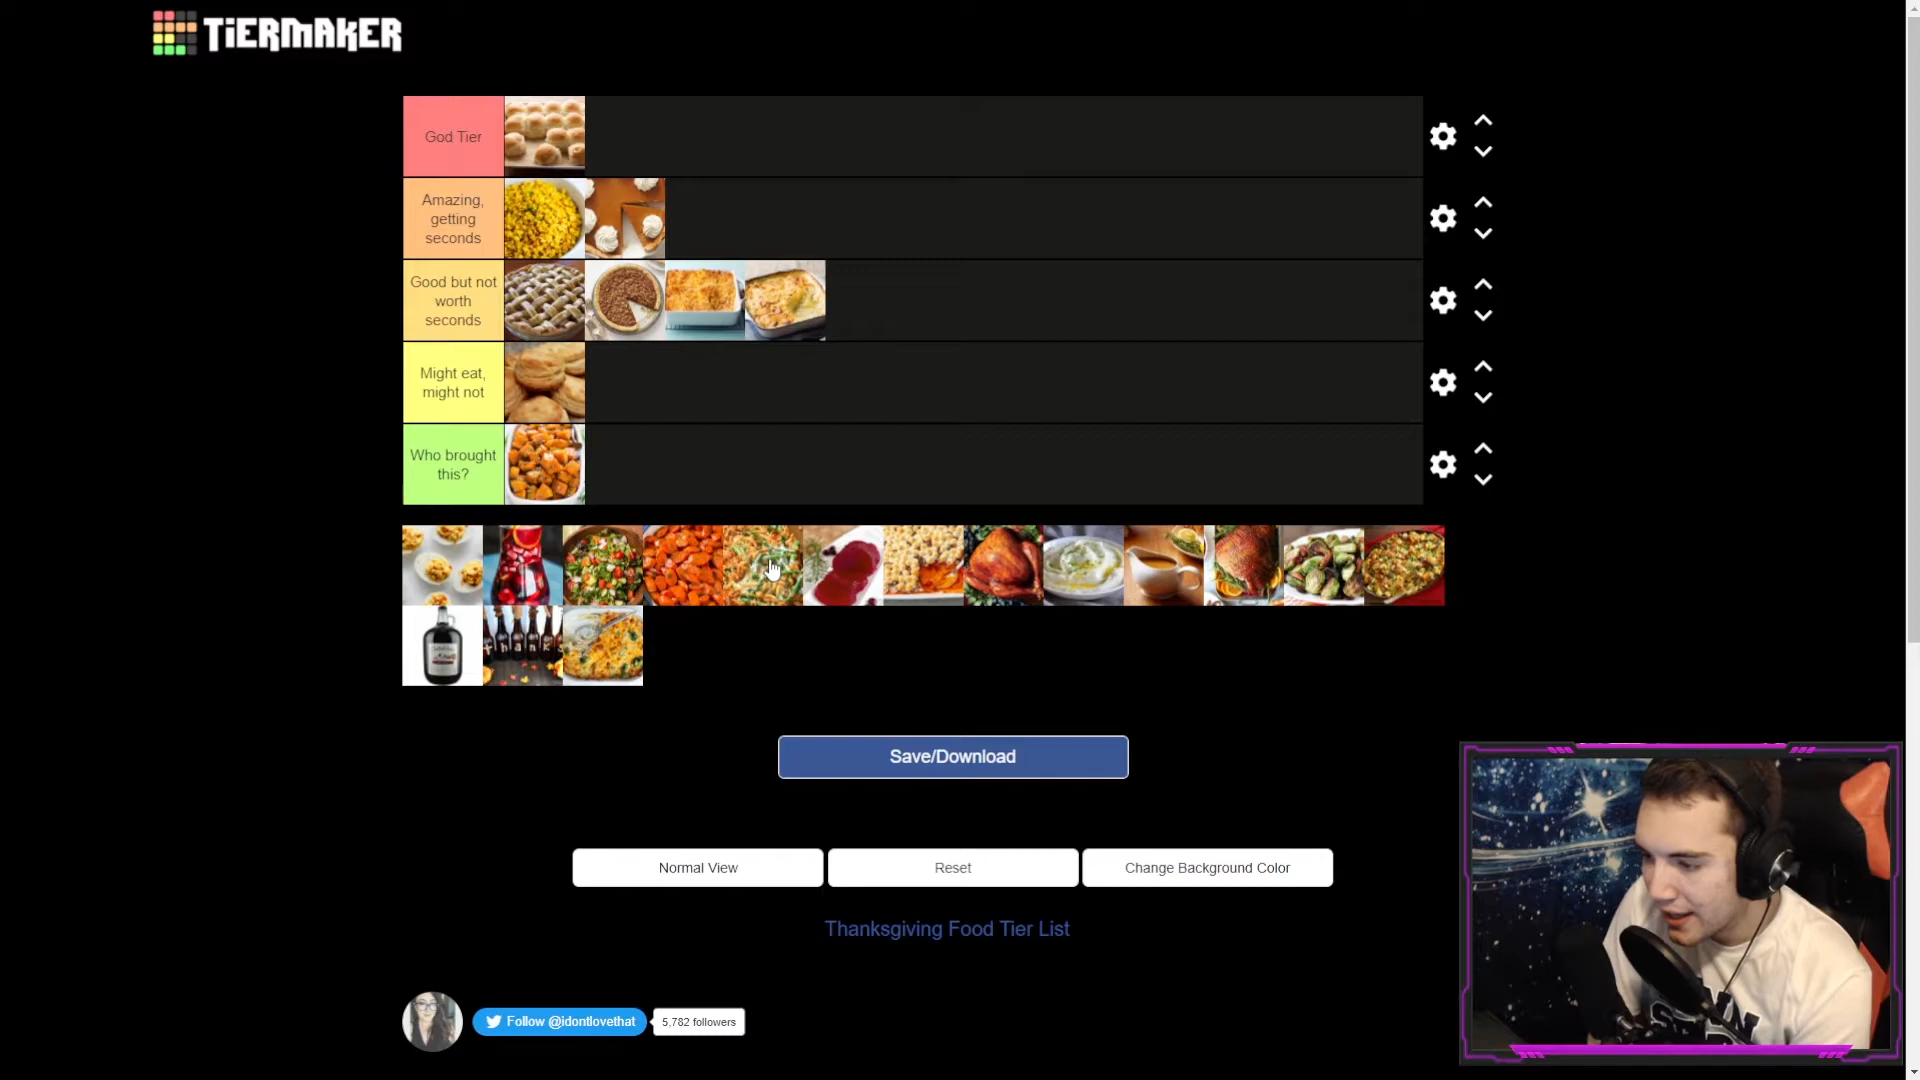 TiERMAKER
God Tier
Amazing,
getting
seconds
Good but not
worth
seconds
Might eat,
might not
Who brought
this?
Save/Download
Normal View
Reset
Change Background Color
Thanksgiving Food Tier List
Follow @idontlovethat
5,782 followers